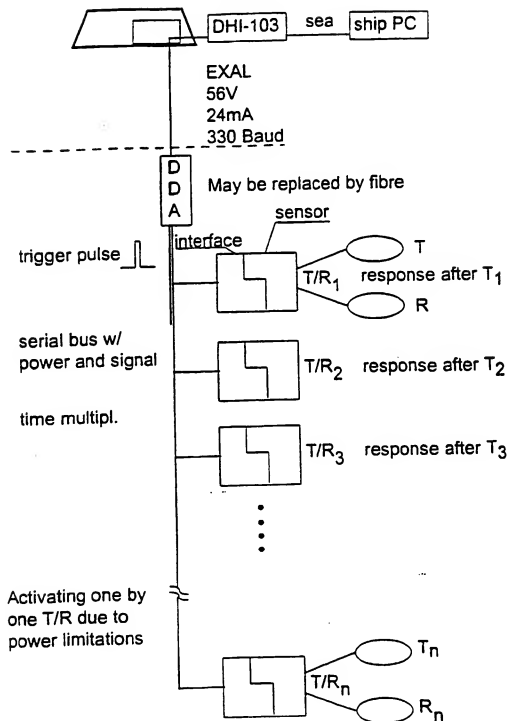 DHI-103
sea
ship PC
EXAL
56V
24mA
330 Baud
D
D
A
May be replaced by fibre
sensor
interface
trigger pulse
T
T/R1 response after T1
R
serial bus w/
power and signal
T/R2 response after T2
time multipl.
T/R3 response after T3
Activating one by
one T/R due to
power limitations
Tn
T/Rn
Rn